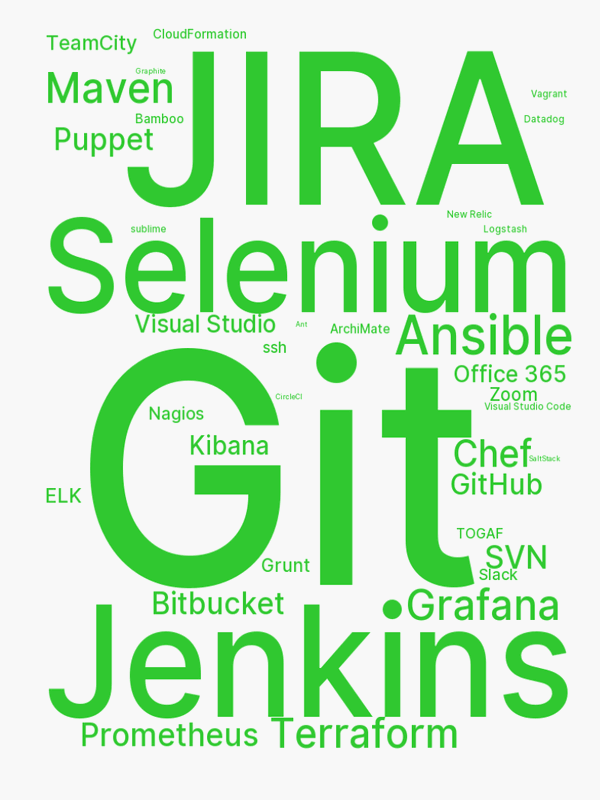 CloudFormation
TeamCity
JIRA
Graphite
Maven
Vagrant
Bamboo
Datadog
Puppet
New Relic
Selenium
sublime
Logstash
Visual Studio
Ant
ArchiMate
Ansible
ssh
Git
Office 365
Zoom
CircleCI
Visual Studio Code
Nagios
Kibana
Chef
SaltStack
GitHub
ELK
TOGAF
SVN
Grunt
Slack
Bitbucket
Grafana
Jenkins
Prometheus
Terraform